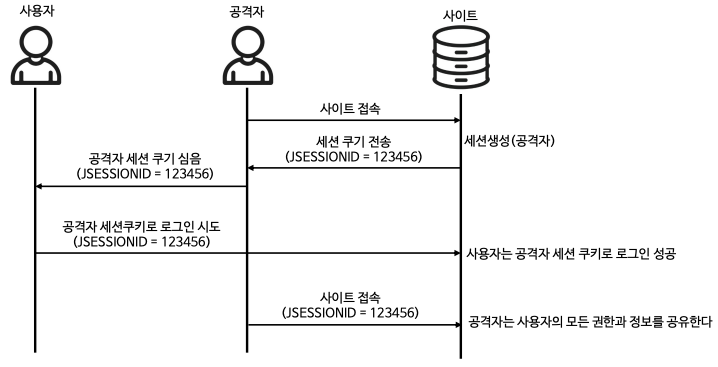 사용자
공격자
사이트
사이트 접속
세션생성(공격자)
세션 쿠기 전송
(JSESSIONID = 123456)
공격자 세션 쿠기 심음
(JSESSIONID = 123456)
공격자 세션쿠키로 로그인 시도
(JSESSIONID = 123456)
사용자는 공격자 세션 쿠키로 로그인 성공
사이트 접속
(JSESSIONID = 123456)
공격자는 사용자의 모든 권한과 정보를 공유한다